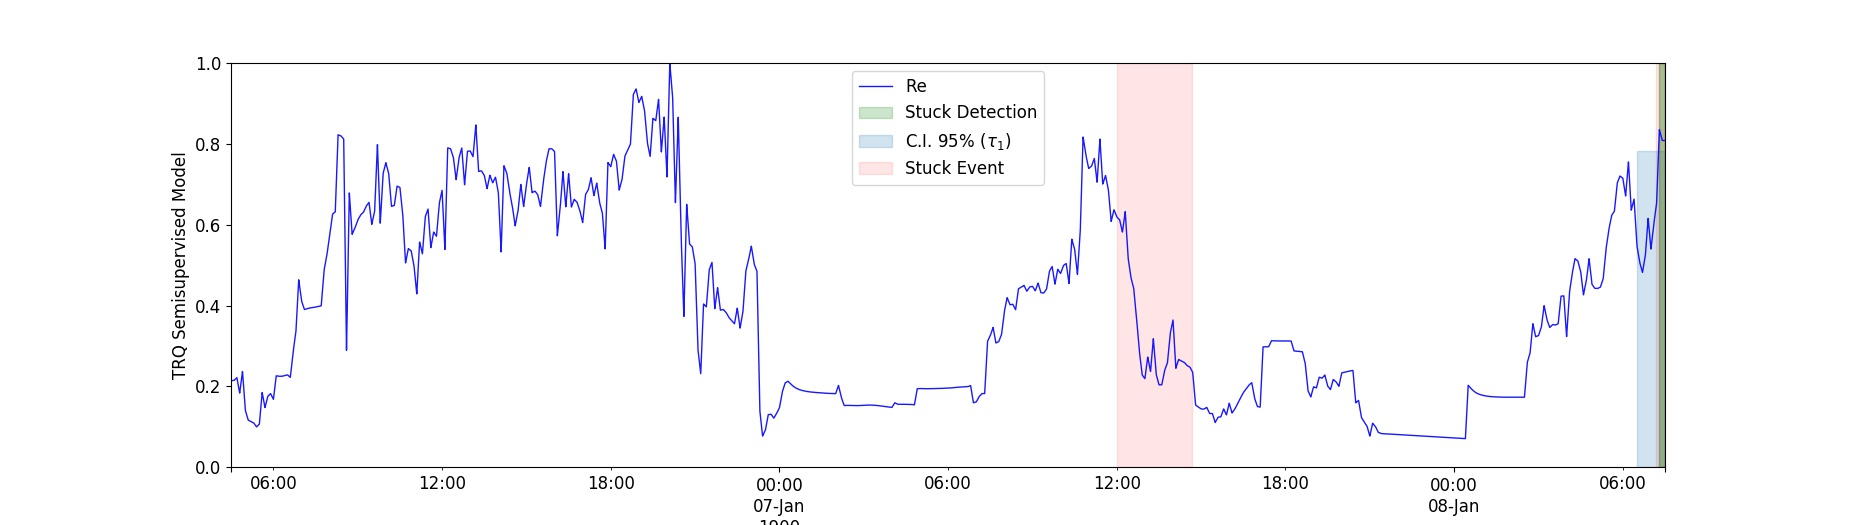 TRQ Semisupervised Model
1.0
0.8
0.6
0.4
0.2
0.0
Re
Stuck Detection
C.I. 95% (τ₁)
Stuck Event
06:00
12:00
18:00
00:00
07-Jan
1900
06:00
12:00
18:00
00:00
08-Jan
06:00